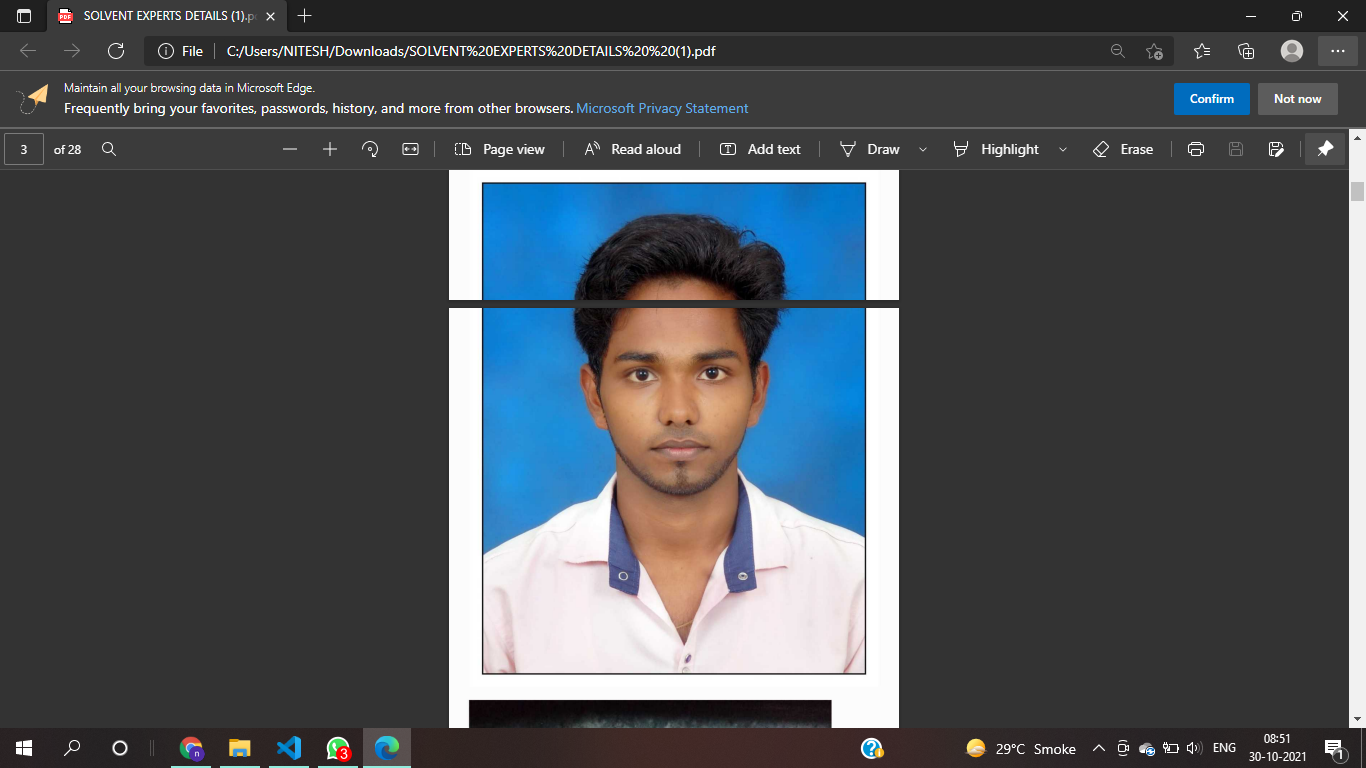 SOLVENT EXPERTS DETAILS (1).p
File
C:/Users/NITESH/Downloads/SOLVENT%20EXPERTS%20DETAILS%20%20(1).pdf
Maintain all your browsing data in Microsoft Edge.
Frequently bring your favorites, passwords, history, and more from other browsers. Microsoft Privacy Statement
Confirm
Not now
3 of 28
Page view
Read aloud
Add text
Draw
Highlight
Erase
PDF
n
3
29°C Smoke
ENG
08:51
30-10-2021
1